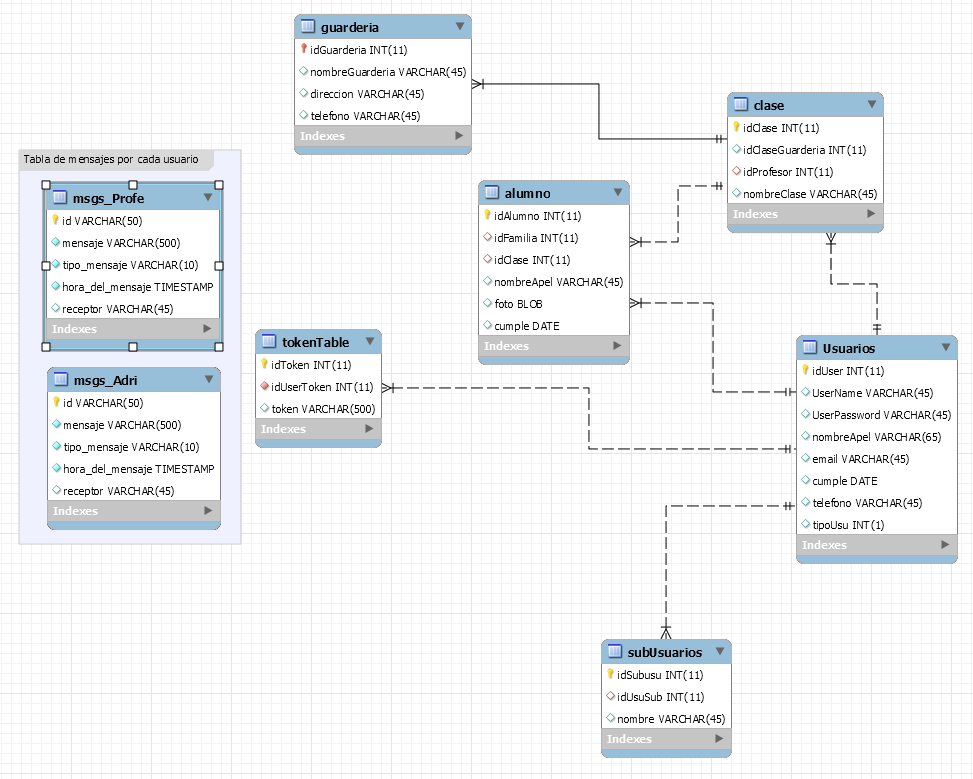 guarderia
idGuarderia INT(11)
nombreGuarderia VARCHAR(45)
direccion VARCHAR(45)
telefono VARCHAR(45)
Indexes
clase
idClase INT(11)
idClaseGuarderia INT(11)
idProfesor INT(11)
nombreClase VARCHAR(45)
Indexes
Tabla de mensajes por cada usuario
msgs_Profe
id VARCHAR(50)
mensaje VARCHAR(500)
tipo_mensaje VARCHAR(10)
hora_del_mensaje TIMESTAMP
receptor VARCHAR(45)
Indexes
msgs_Adri
id VARCHAR(50)
mensaje VARCHAR(500)
tipo_mensaje VARCHAR(10)
hora_del_mensaje TIMESTAMP
receptor VARCHAR(45)
Indexes
alumno
idAlumno INT(11)
idFamilia INT(11)
idClase INT(11)
nombreApel VARCHAR(45)
foto BLOB
cumple DATE
Indexes
tokenTable
idToken INT(11)
idUserToken INT(11)
token VARCHAR(500)
Indexes
Usuarios
idUser INT(11)
UserName VARCHAR(45)
UserPassword VARCHAR(45)
nombreApel VARCHAR(65)
email VARCHAR(45)
cumple DATE
telefono VARCHAR(45)
tipoUsu INT(1)
Indexes
subUsuarios
idSubusu INT(11)
idUsuSub INT(11)
nombre VARCHAR(45)
Indexes